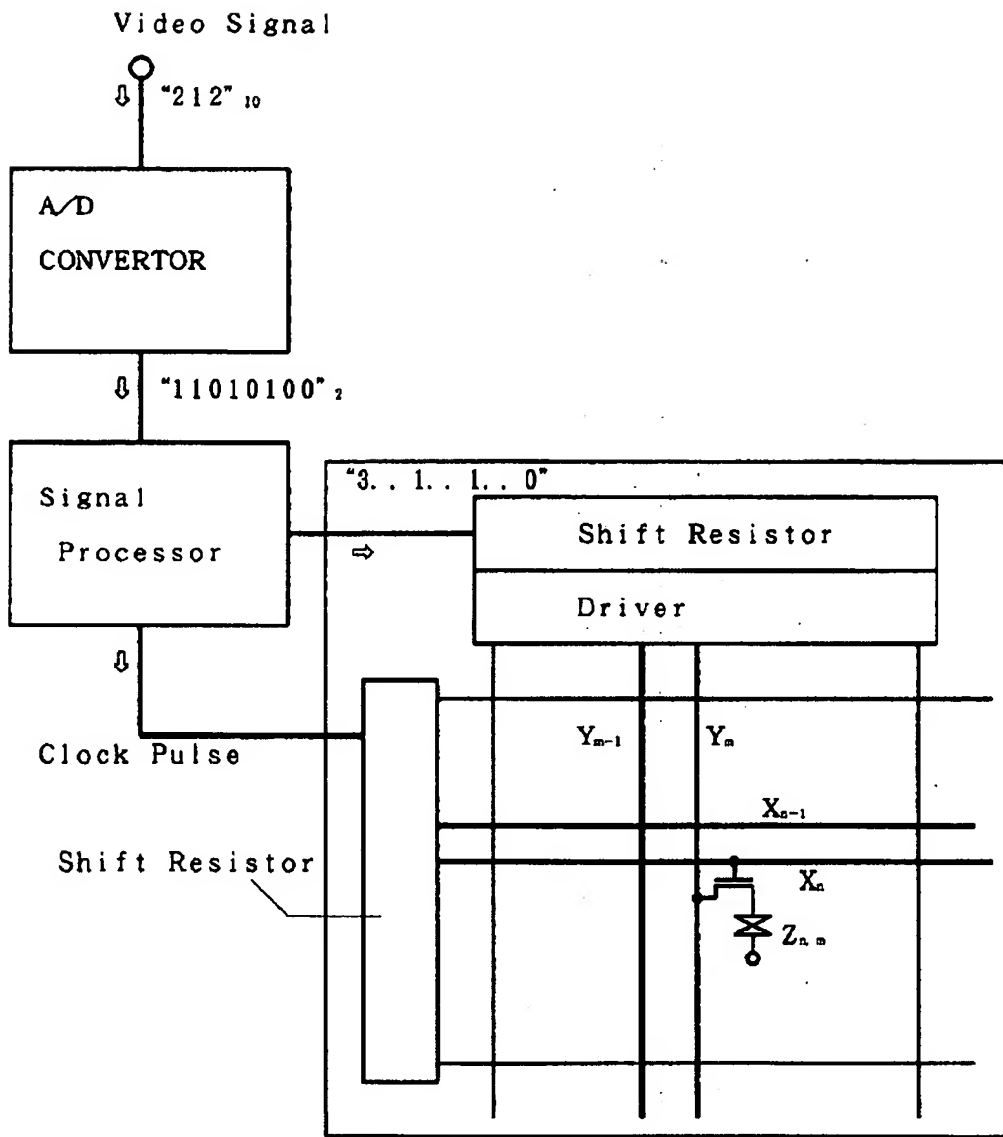 Video Signal
“212” 10
A/D
CONVERTOR
“11010100” 2
Signal
Processor
“3. . 1. . 1. . 0”
Shift Resistor
Driver
Clock Pulse
Ym-1
Ym
Xn-1
Shift Resistor
Xn
Zn, m